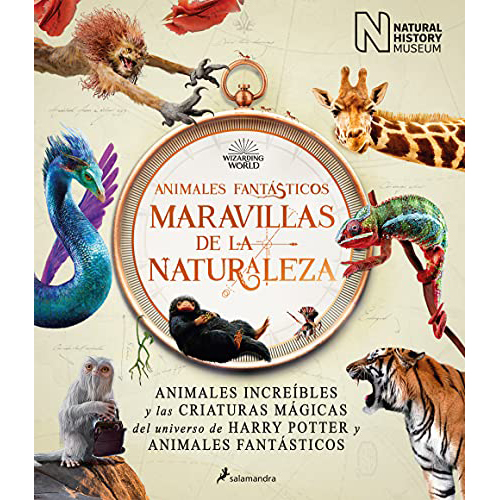 NATURAL
HISTORY
MUSEUM
WIZARDING
WORLD
ANIMALES FANTÁSTICOS
MARAVILLAS
DE LA
NATURALEZA
ANIMALES INCREÍBLES
y las CRIATURAS MÁGICAS
del universo de HARRY POTTER y
ANIMALES FANTÁSTICOS
salamandra